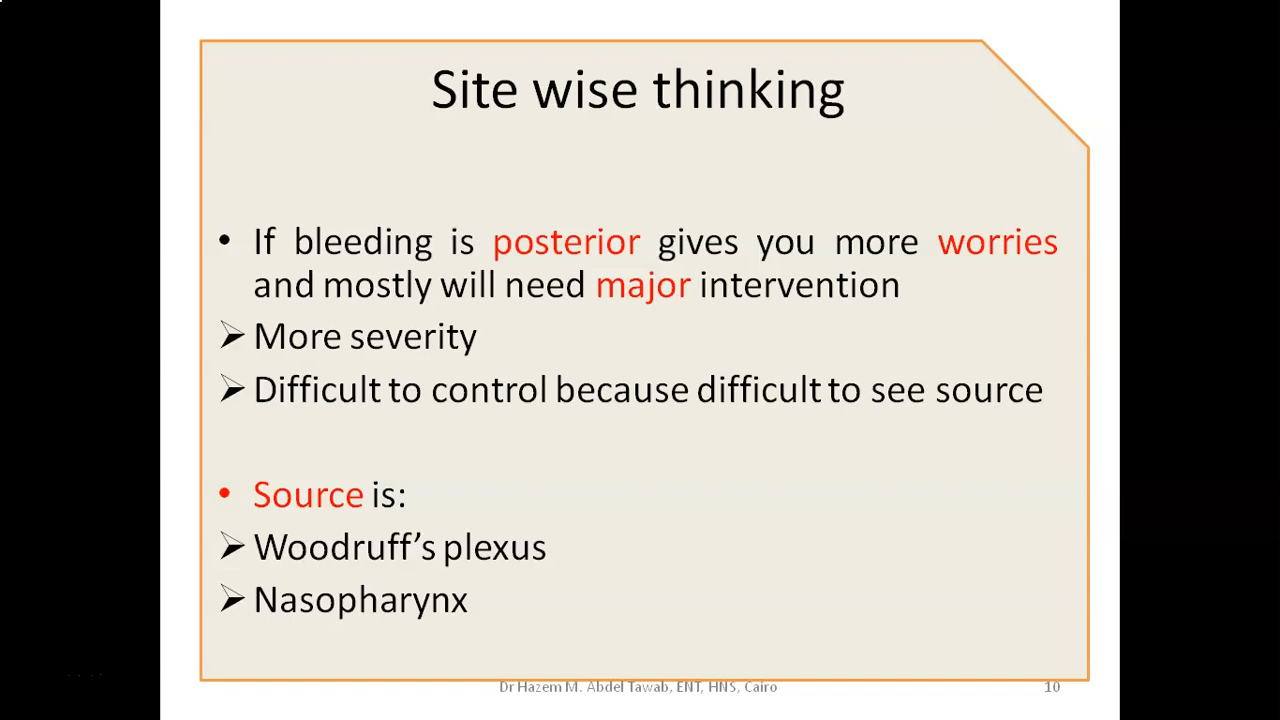 Site wise thinking
• If bleeding is posterior gives you more worries
and mostly will need major intervention
➢ More severity
➢ Difficult to control because difficult to see source
• Source is:
➢ Woodruff’s plexus
➢ Nasopharynx
Dr Hazem M. Abdel Tawab, ENT, HNS, Cairo
10